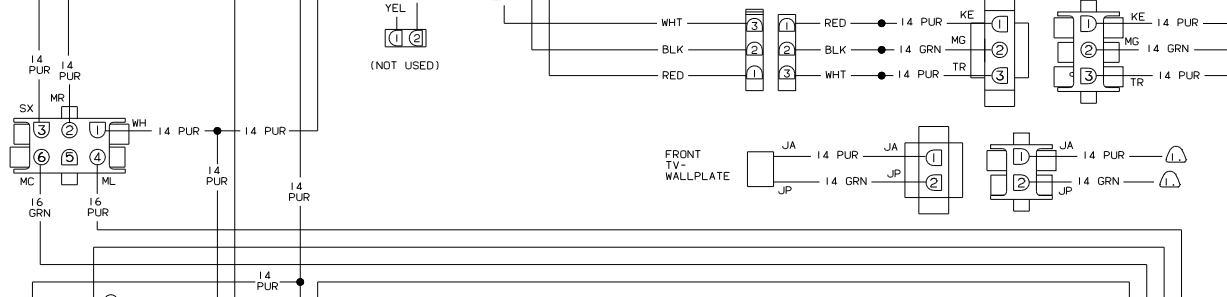 YEL
1 2
(NOT USED)
14
PUR
14
PUR
SX
MR
3 2 1
WH
14 PUR
14 PUR
6 5 4
MC
ML
16
GRN
16
PUR
14
PUR
14
PUR
14
PUR
WHT
3
1
RED
14 PUR
KE
1
BLK
2
2
BLK
14 GRN
MG
2
RED
1
3
WHT
14 PUR
TR
3
1
KE
14 PUR
2
MG
14 GRN
3
TR
14 PUR
FRONT
TV-
WALLPLATE
JA
14 PUR
JA
1
JP
14 GRN
JP
2
1
JA
14 PUR
1.
2
JP
14 GRN
1.